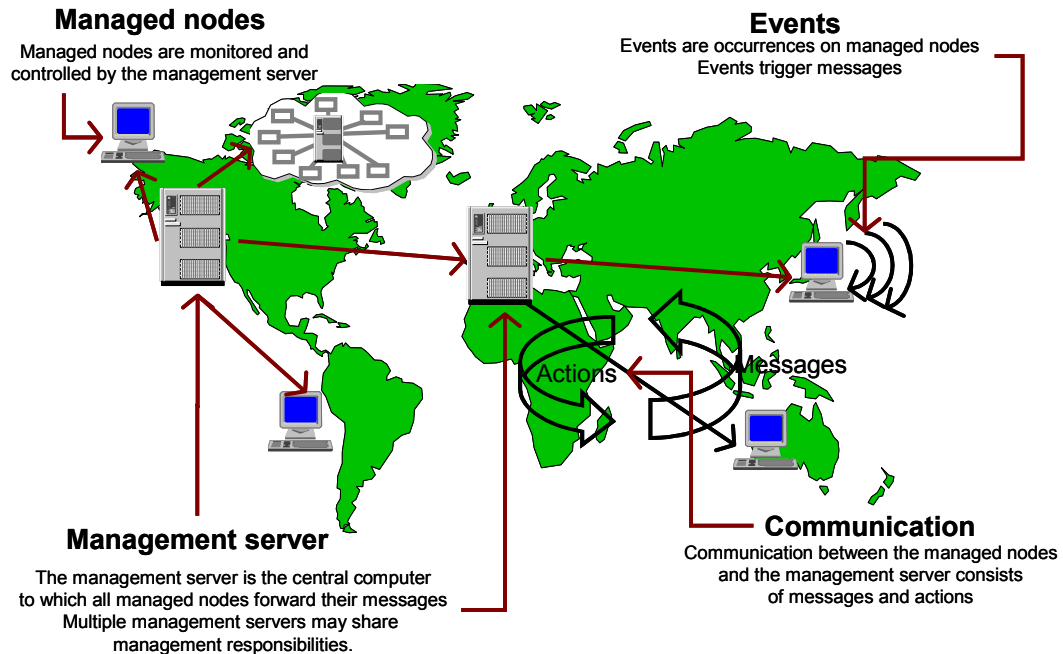 Managed nodes
Managed nodes are monitored and
controlled by the management server
Events
Events are occurrences on managed nodes
Events trigger messages
Actions
Messages
Management server
The management server is the central computer
to which all managed nodes forward their messages
Multiple management servers may share
management responsibilities.
Communication
Communication between the managed nodes
and the management server consists
of messages and actions